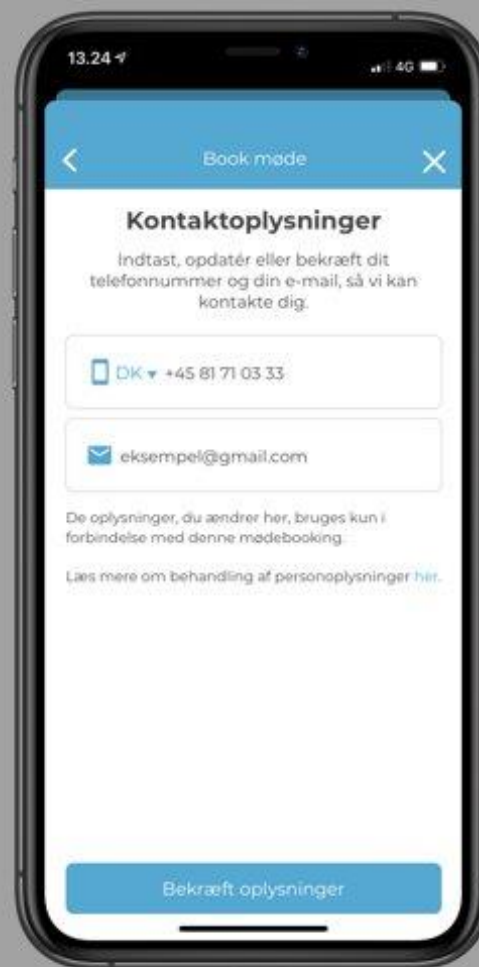 13.24
4G
Book møde
Kontaktoplysninger
Indtast, opdatér eller bekræft dit
telefonnummer og din e-mail, så vi kan
kontakte dig.
DK +45 81 71 03 33
eksempel@gmail.com
De oplysninger, du ændrer her, bruges kun i
forbindelse med denne mødebooking.
Læs mere om behandling af personoplysninger her.
Bekræft oplysninger